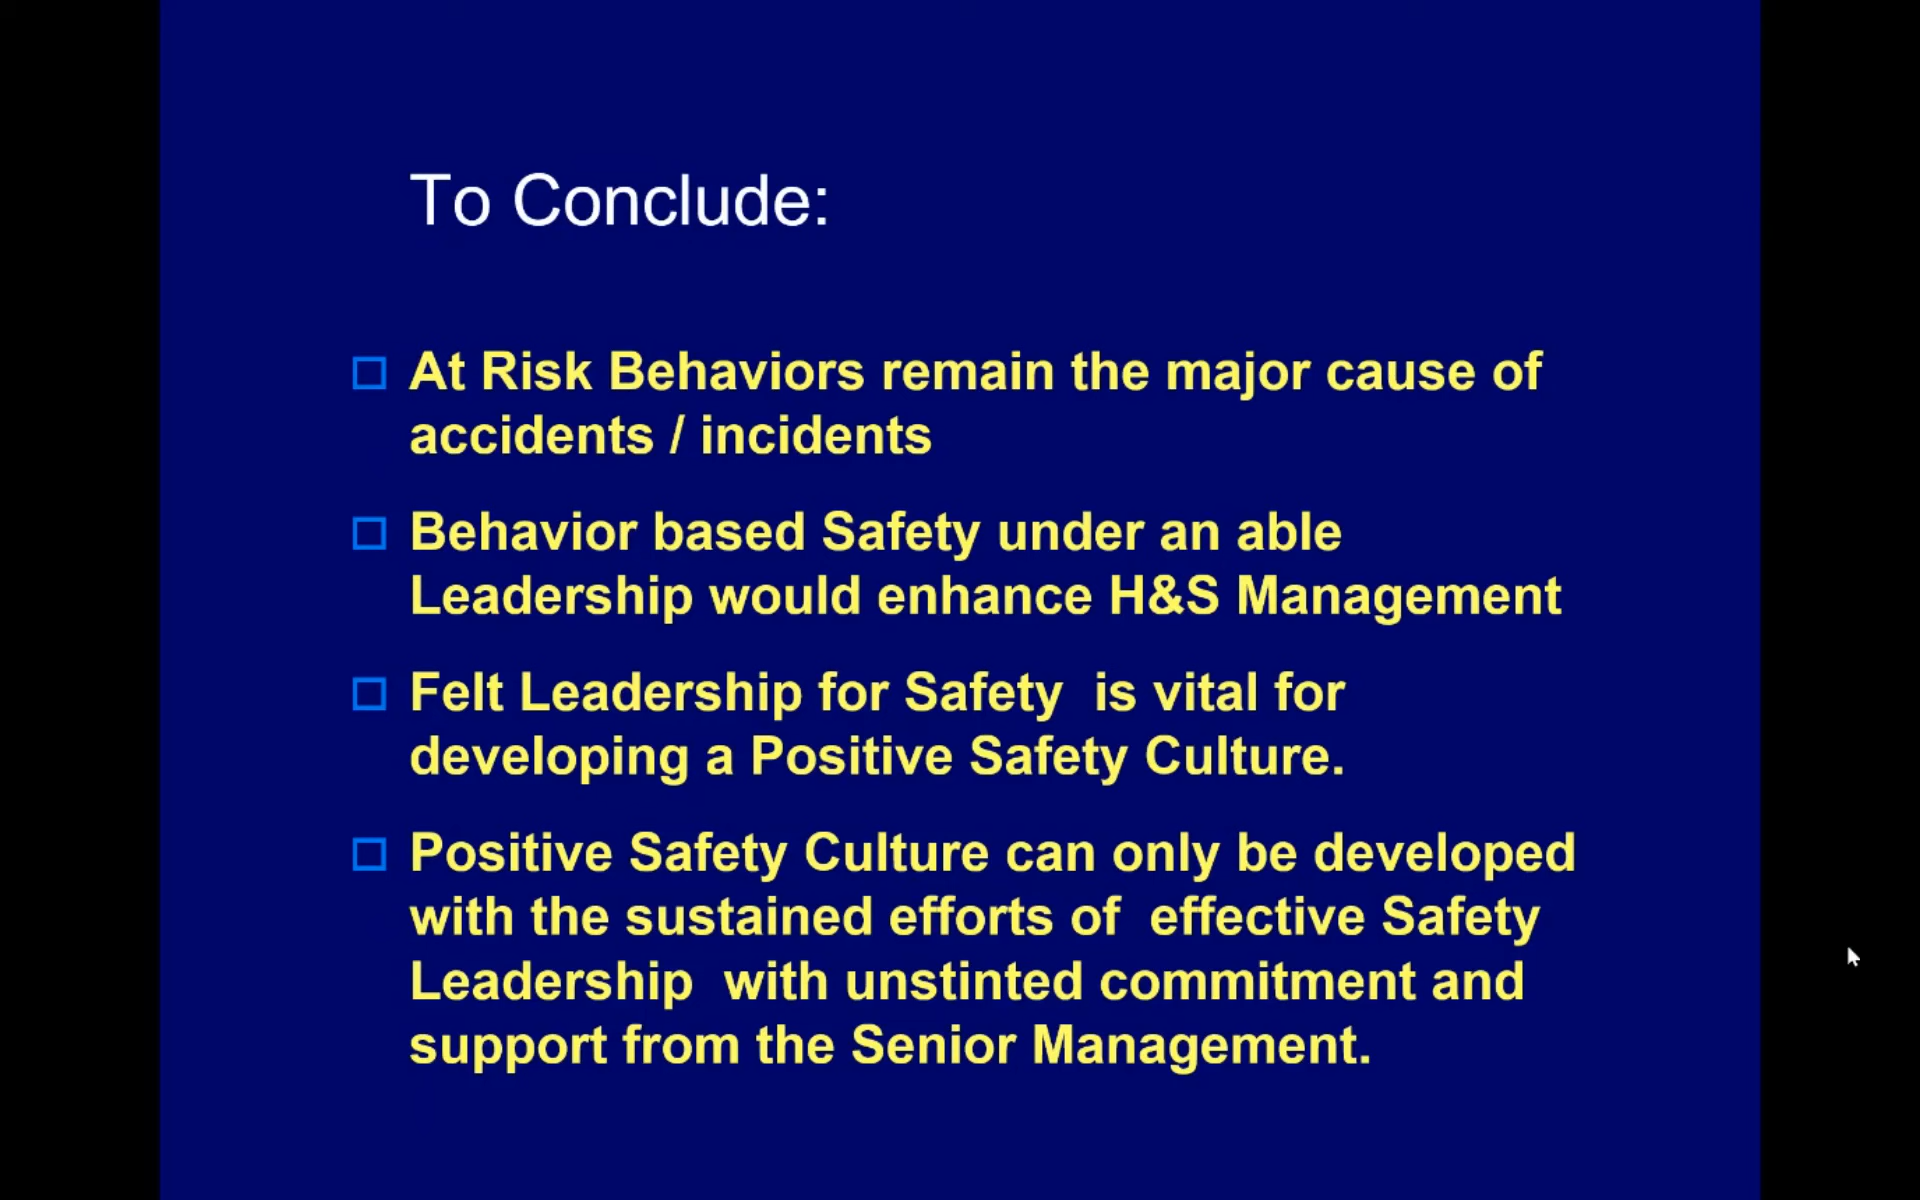 To Conclude:
At Risk Behaviors remain the major cause of
accidents / incidents
Behavior based Safety under an able
Leadership would enhance H&S Management
Felt Leadership for Safety  is vital for
developing a Positive Safety Culture.
Positive Safety Culture can only be developed
with the sustained efforts of  effective Safety
Leadership  with unstinted commitment and
support from the Senior Management.